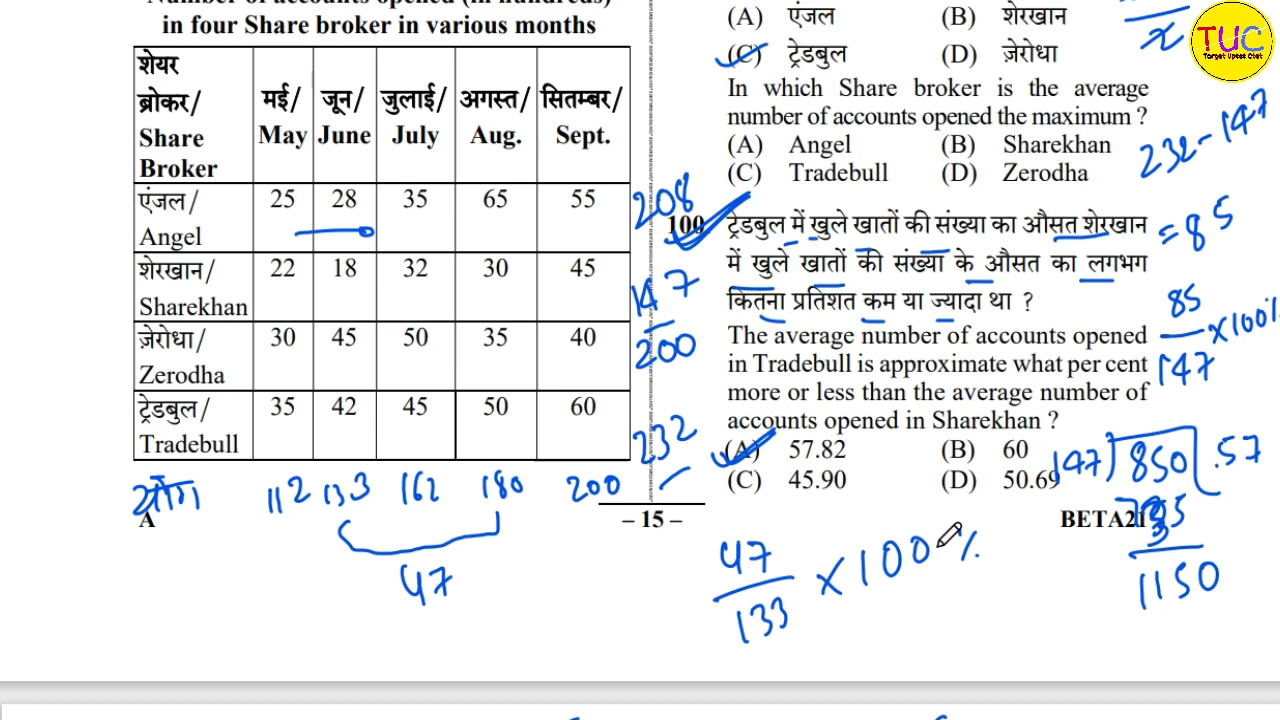 Number of accounts opened (in hundreds)
in four Share broker in various months
शेयर ब्रोकर/ Share Broker मई/ May जून/ June जुलाई/ July अगस्त/ Aug. सितम्बर/ Sept.
एंजल/ Angel 25 28 35 65 55 208
शेरखान/ Sharekhan 22 18 32 30 45 147
ज़ेरोधा/ Zerodha 30 45 50 35 40 200
ट्रेडबुल/ Tradebull 35 42 45 50 60 232
योग 112 133 162 180 200
47
A
– 15 –
BETA21
(A) एंजल (B) शेरखान
(C) ट्रेडबुल (D) ज़ेरोधा
In which Share broker is the average
number of accounts opened the maximum ?
(A) Angel (B) Sharekhan
(C) Tradebull (D) Zerodha
100 ट्रेडबुल में खुले खातों की संख्या का औसत शेरखान
में खुले खातों की संख्या के औसत का लगभग
कितना प्रतिशत कम या ज्यादा था ?
The average number of accounts opened
in Tradebull is approximate what per cent
more or less than the average number of
accounts opened in Sharekhan ?
(A) 57.82 (B) 60
(C) 45.90 (D) 50.69
x
TUC
Target Upess Ctet
232-147
= 85
85
147 × 100%
147 ) 850 ( .57
1150
47
133 × 100%